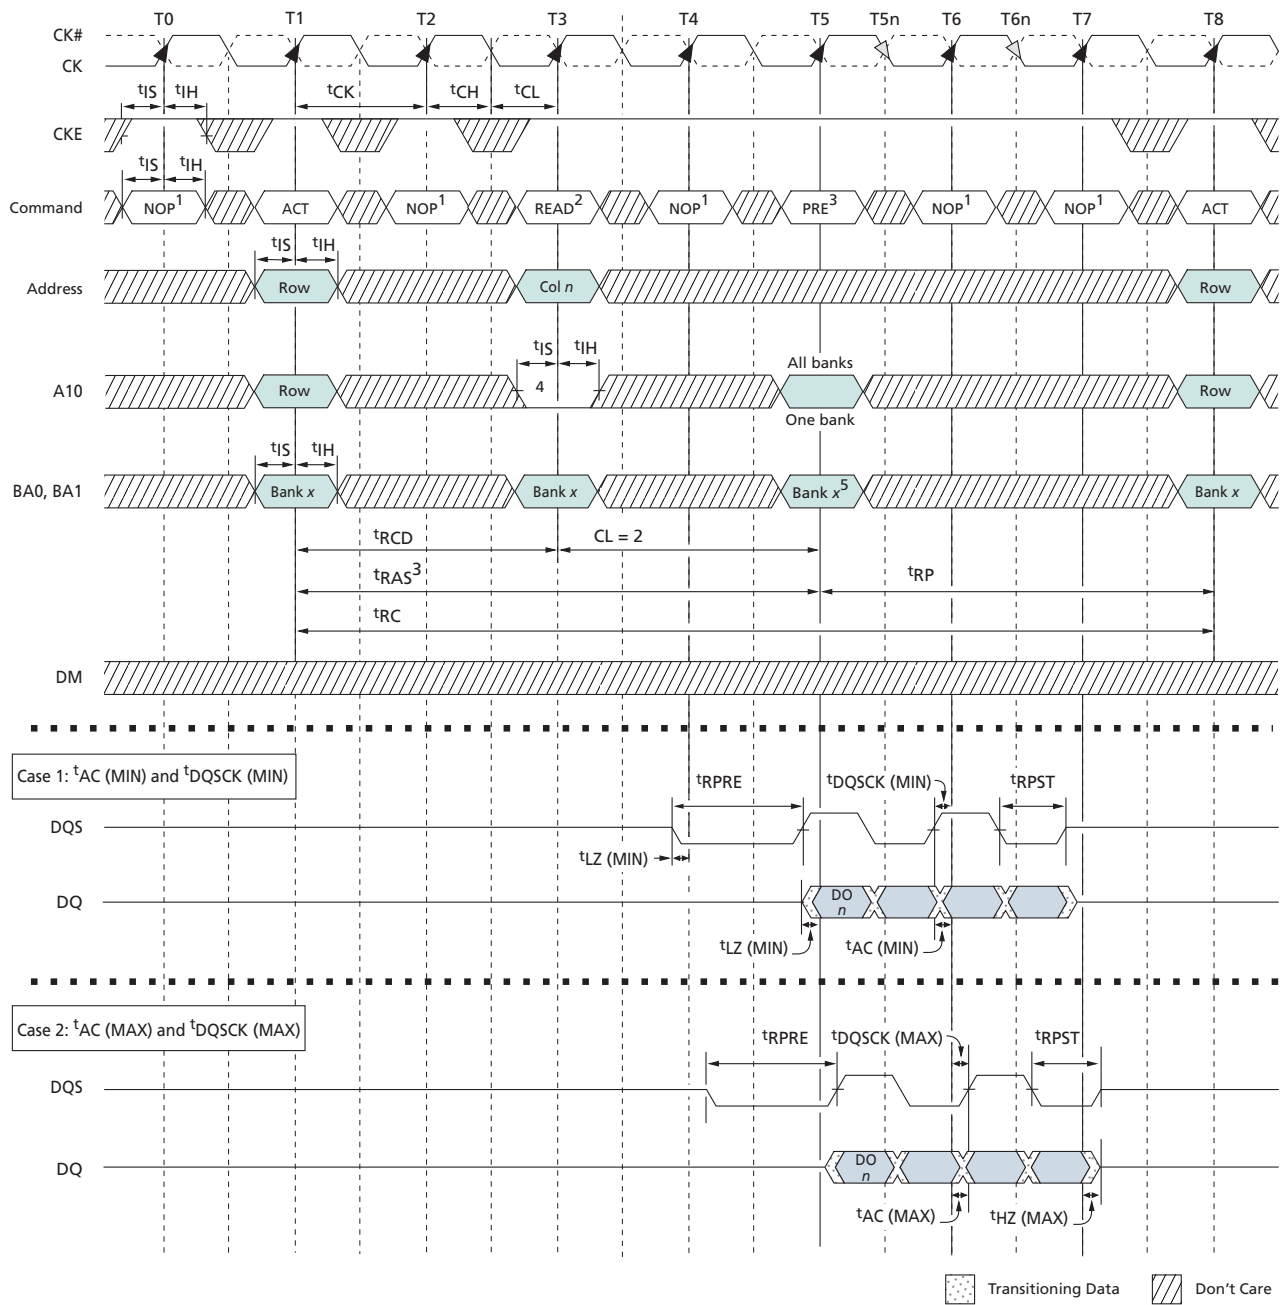 T0 T1 T2 T3 T4 T5 T5n T6 T6n T7 T8
CK#
CK
tIS tIH tCK tCH tCL
CKE
tIS tIH
Command NOP1 ACT NOP1 READ2 NOP1 PRE3 NOP1 NOP1 ACT
tIS tIH
Address Row Col n Row
tIS tIH All banks
A10 Row 4 Row
One bank
tIS tIH
BA0, BA1 Bank x Bank x Bank x5 Bank x
tRCD CL = 2
tRAS3 tRP
tRC
DM
Case 1: tAC (MIN) and tDQSCK (MIN)
tRPRE tDQSCK (MIN) tRPST
DQS
tLZ (MIN)
DQ DO
n
tLZ (MIN) tAC (MIN)
Case 2: tAC (MAX) and tDQSCK (MAX)
tRPRE tDQSCK (MAX) tRPST
DQS
DQ DO
n
tAC (MAX) tHZ (MAX)
Transitioning Data Don't Care